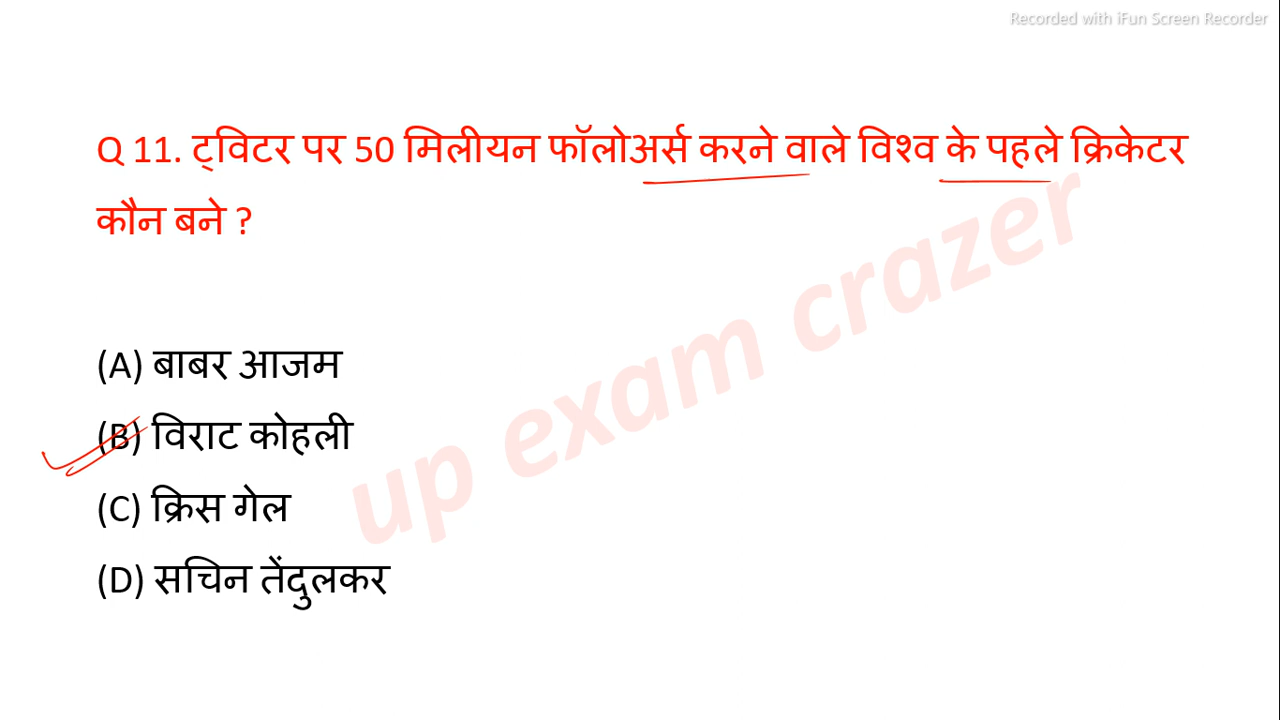 Recorded with iFun Screen Recorder
Q 11. ट्विटर पर 50 मिलीयन फॉलोअर्स करने वाले विश्व के पहले क्रिकेटर
कौन बने ?
(A) बाबर आजम
(B) विराट कोहली
(C) क्रिस गेल
(D) सचिन तेंदुलकर
up exam crazer